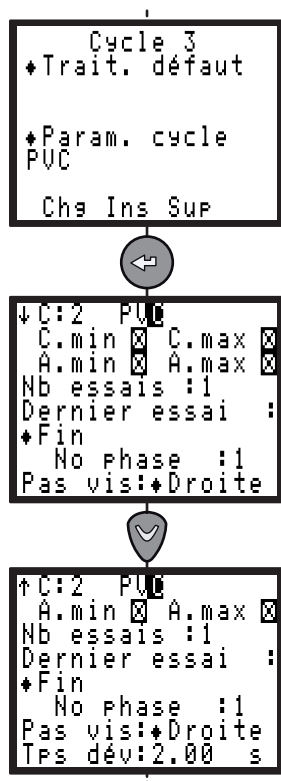 Cycle 3
♦Trait. défaut
♦Param. cycle
PVC
Chg Ins Sup
↓C:2 PVC
C.min ☒ C.max ☒
A.min ☒ A.max ☒
Nb essais :1
Dernier essai :
♦Fin
No phase :1
Pas vis:♦Droite
↑C:2 PVC
A.min ☒ A.max ☒
Nb essais :1
Dernier essai :
♦Fin
No phase :1
Pas vis:♦Droite
Tps dév:2.00 s